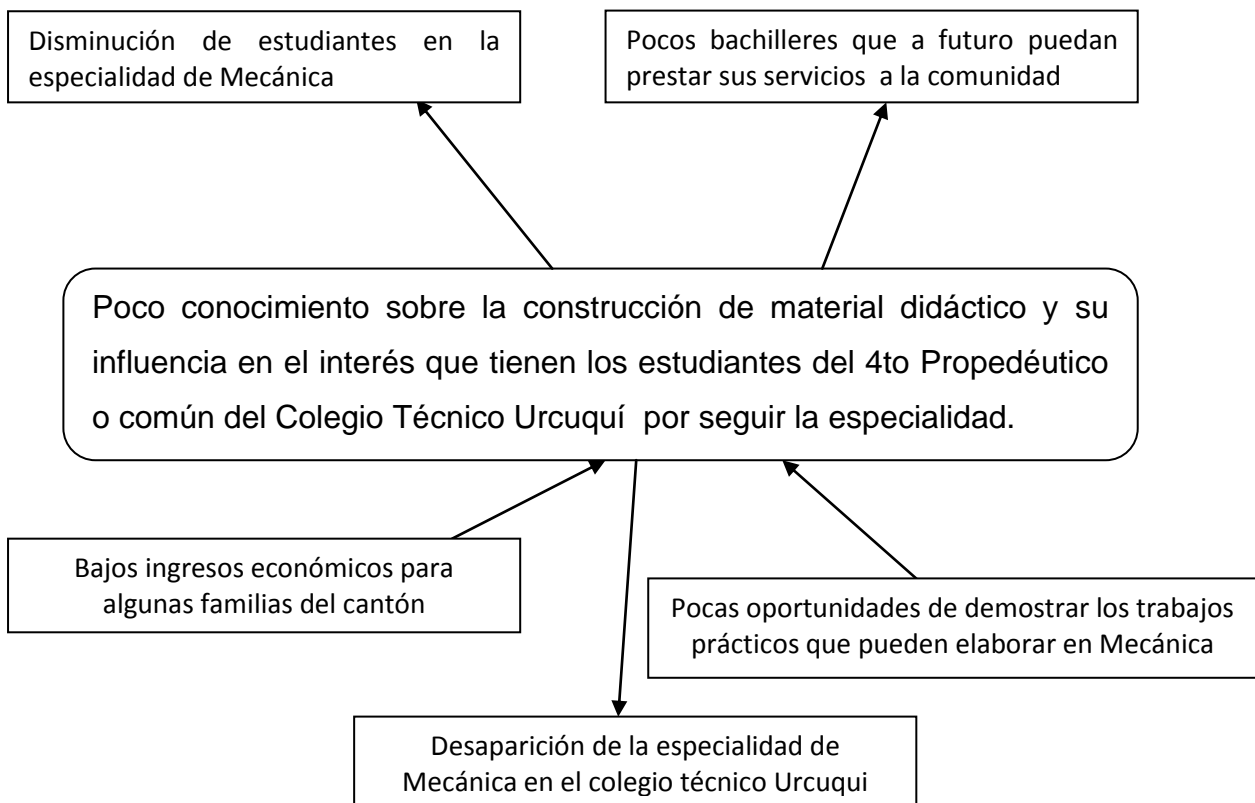 Disminución de estudiantes en la
especialidad de Mecánica
Pocos bachilleres que a futuro puedan
prestar sus servicios a la comunidad
Poco conocimiento sobre la construcción de material didáctico y su
influencia en el interés que tienen los estudiantes del 4to Propedéutico
o común del Colegio Técnico Urcuquí por seguir la especialidad.
Bajos ingresos económicos para
algunas familias del cantón
Pocas oportunidades de demostrar los trabajos
prácticos que pueden elaborar en Mecánica
Desaparición de la especialidad de
Mecánica en el colegio técnico Urcuqui